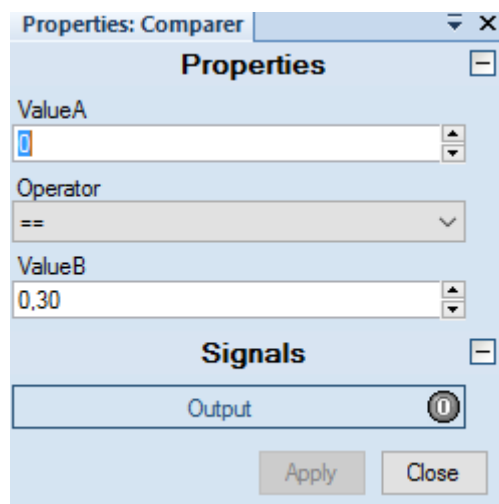 Properties: Comparer
Properties
ValueA
0
Operator
==
ValueB
0,30
Signals
Output
0
Apply
Close